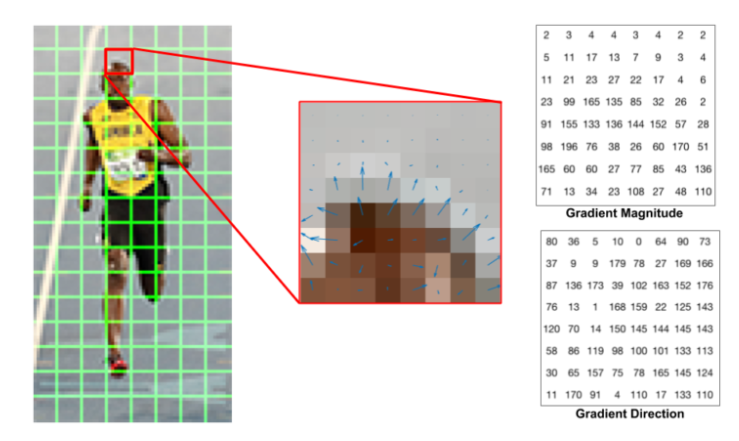 2 3 4 4 3 4 2 2
5 11 17 13 7 9 3 4
11 21 23 27 22 17 4 6
23 99 165 135 85 32 26 2
91 155 133 136 144 152 57 28
98 196 76 38 26 60 170 51
165 60 60 27 77 85 43 136
71 13 34 23 108 27 48 110
Gradient Magnitude
80 36 5 10 0 64 90 73
37 9 9 179 78 27 169 166
87 136 173 39 102 163 152 176
76 13 1 168 159 22 125 143
120 70 14 150 145 144 145 143
58 86 119 98 100 101 133 113
30 65 157 75 78 165 145 124
11 170 91 4 110 17 133 110
Gradient Direction